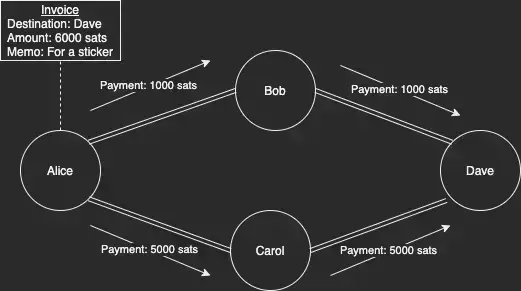 Invoice
Destination: Dave
Amount: 6000 sats
Memo: For a sticker
Payment: 1000 sats
Payment: 1000 sats
Bob
Alice
Dave
Payment: 5000 sats
Carol
Payment: 5000 sats